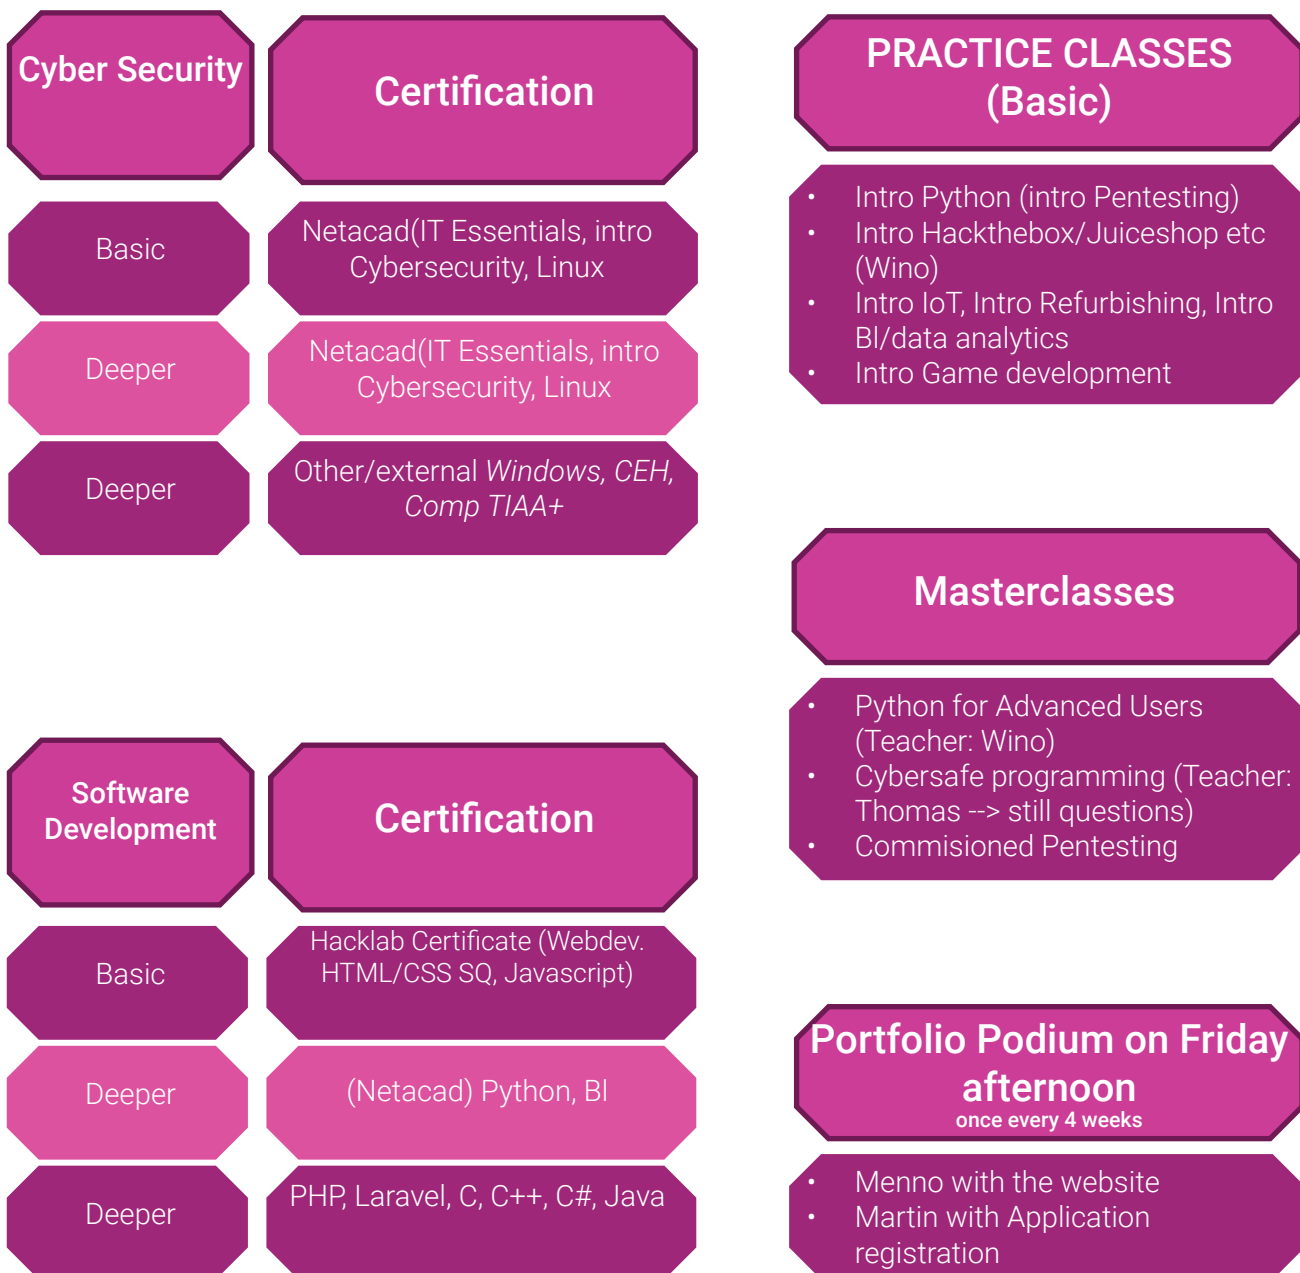 Cyber Security
Certification
Basic
Netacad(IT Essentials, intro
Cybersecurity, Linux
Deeper
Netacad(IT Essentials, intro
Cybersecurity, Linux
Deeper
Other/external Windows, CEH,
Comp TIAA+
Software
Development
Certification
Basic
Hacklab Certificate (Webdev.
HTML/CSS SQ, Javascript)
Deeper
(Netacad) Python, Bl
Deeper
PHP, Laravel, C, C++, C#, Java
PRACTICE CLASSES
(Basic)
• Intro Python (intro Pentesting)
• Intro Hackthebox/Juiceshop etc
(Wino)
• Intro IoT, Intro Refurbishing, Intro
Bl/data analytics
• Intro Game development
Masterclasses
• Python for Advanced Users
(Teacher: Wino)
• Cybersafe programming (Teacher:
Thomas --> still questions)
• Commisioned Pentesting
Portfolio Podium on Friday
afternoon
once every 4 weeks
• Menno with the website
• Martin with Application
registration